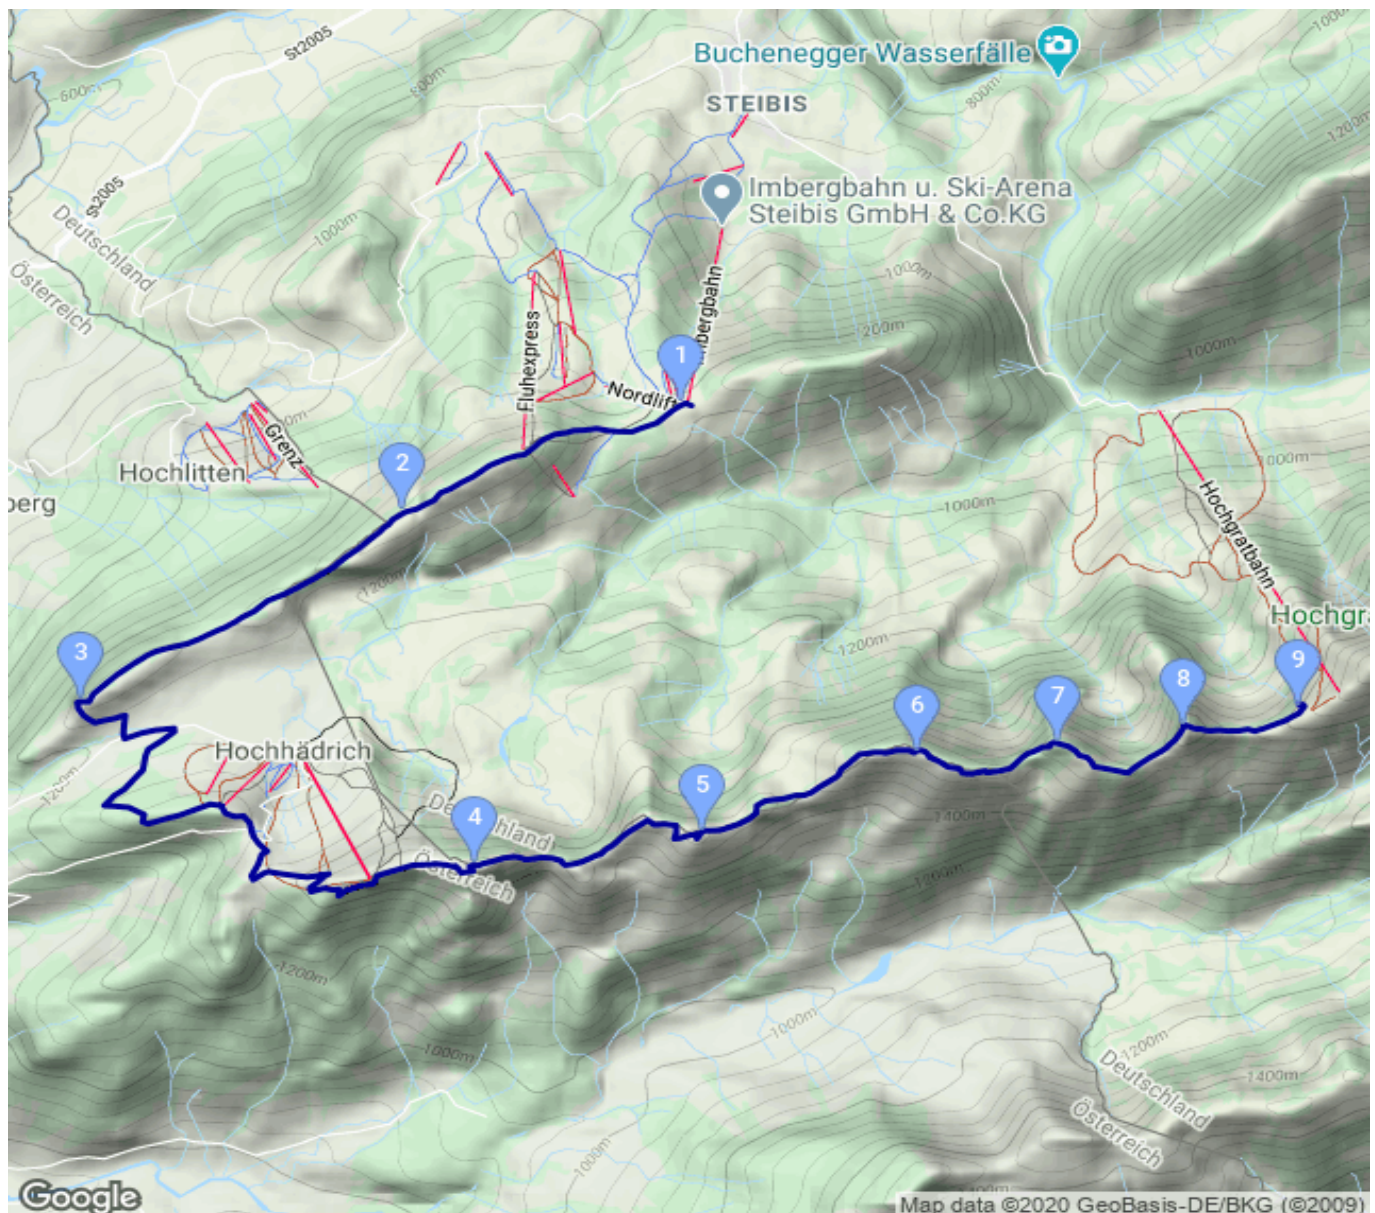 St2005
Buchenegger Wasserfälle
800m
600m
STEIBIS
800m
1200m
St2005
Imbergbahn u. Ski-Arena
Steibis GmbH & Co.KG
Deutschland
1000m
Österreich
1000m
1200m
1000m
Fluhexpress
1
Nordlift
Grenz
2
Hochlitten
1000m
1000m
Hochgratbahn
1200m
Hochgra
1200m
3
9
8
6
7
Hochhädrich
1200m
5
Deutschland
4
1400m
Österreich
1200m
1000m
1000m
1200m
Deutschland
1400m
Österreich
1000m
Google
Map data ©2020 GeoBasis-DE/BKG (©2009)